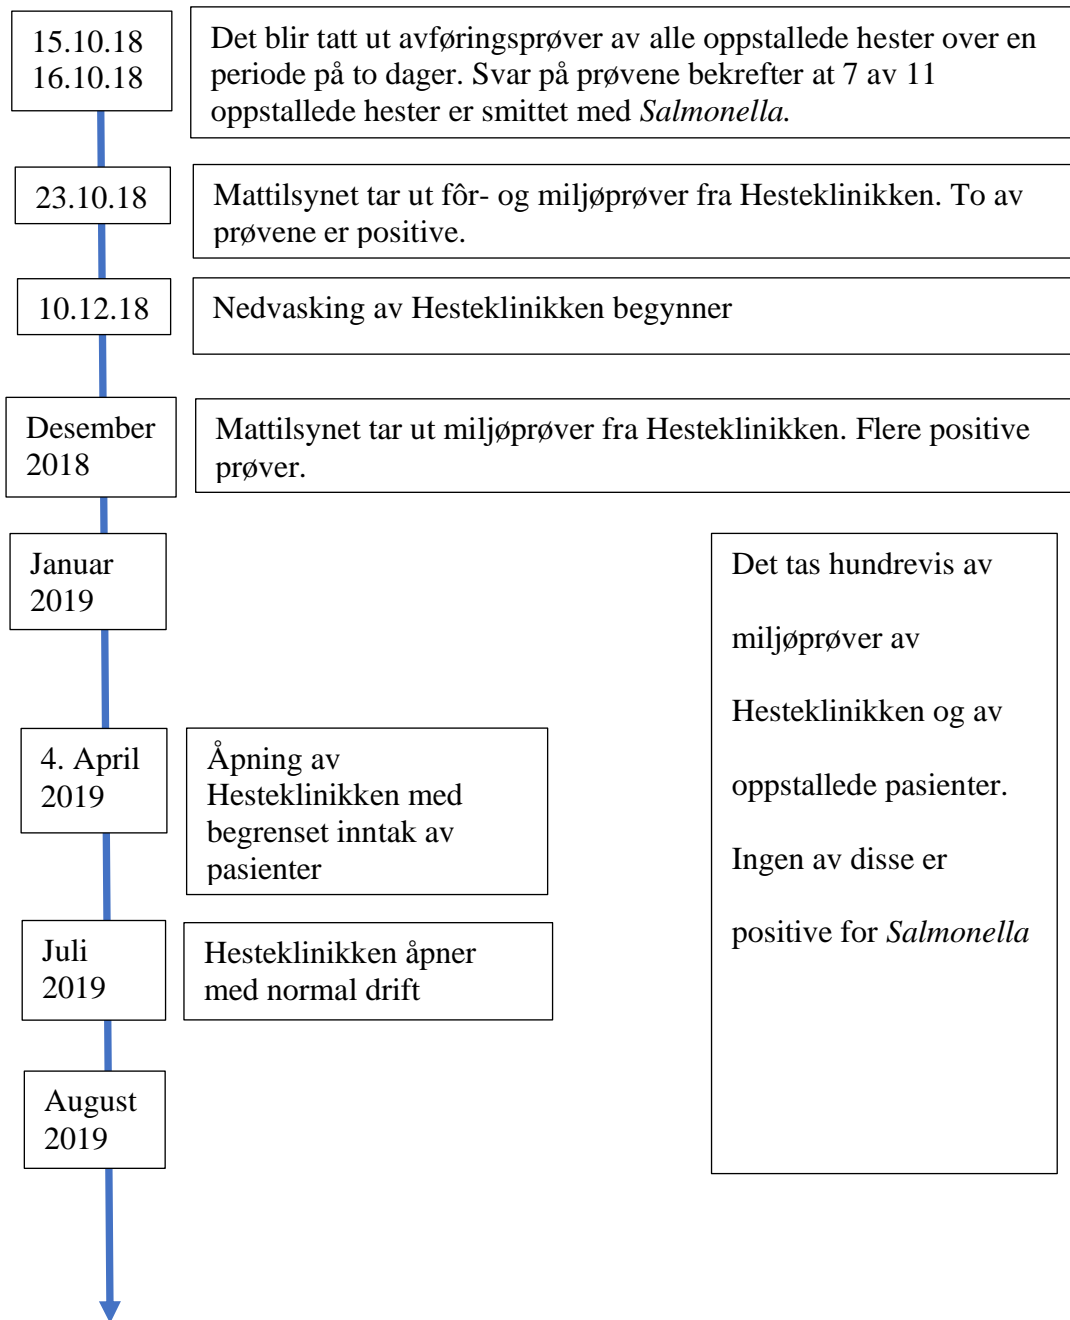 15.10.18
16.10.18
Det blir tatt ut avføringsprøver av alle oppstallede hester over en
periode på to dager. Svar på prøvene bekrefter at 7 av 11
oppstallede hester er smittet med Salmonella.
23.10.18
Mattilsynet tar ut fôr- og miljøprøver fra Hesteklinikken. To av
prøvene er positive.
10.12.18
Nedvasking av Hesteklinikken begynner
Desember
2018
Mattilsynet tar ut miljøprøver fra Hesteklinikken. Flere positive
prøver.
Januar
2019
Det tas hundrevis av
miljøprøver av
Hesteklinikken og av
oppstallede pasienter.
Ingen av disse er
positive for Salmonella
4. April
2019
Åpning av
Hesteklinikken med
begrenset inntak av
pasienter
Juli
2019
Hesteklinikken åpner
med normal drift
August
2019